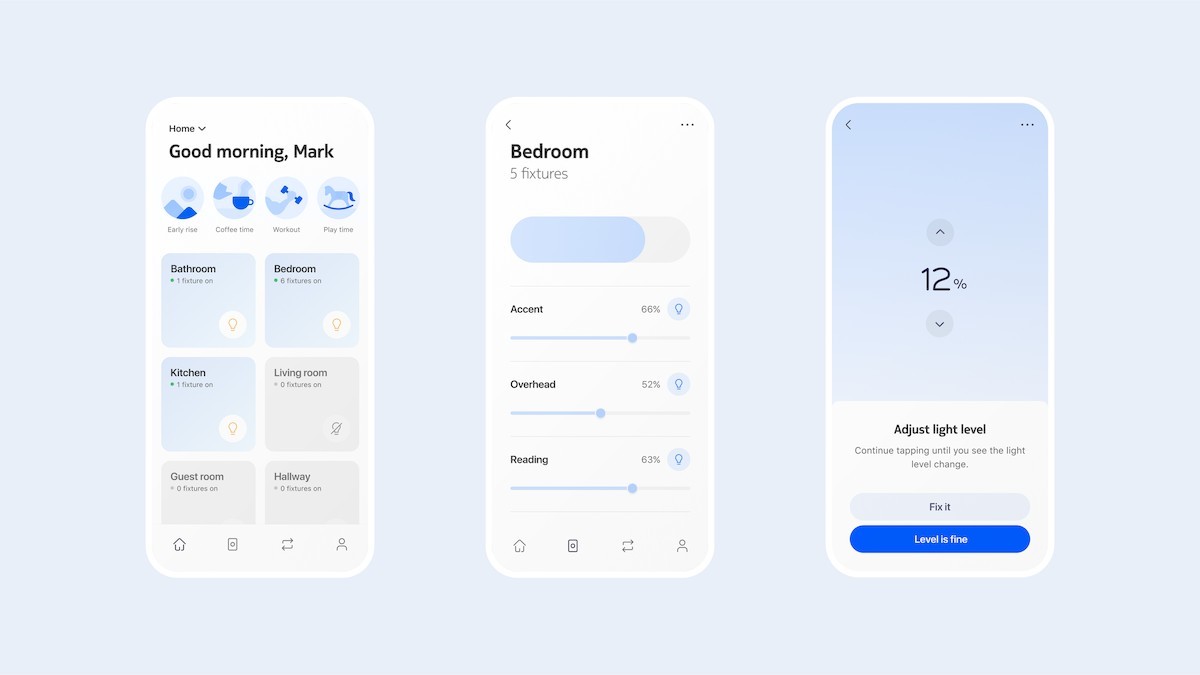 Home
Good morning, Mark
Early rise
Coffee time
Workout
Play time
Bathroom
1 fixture on
Bedroom
6 fixtures on
Kitchen
1 fixture on
Living room
0 fixtures on
Guest room
0 fixtures on
Hallway
0 fixtures on
Bedroom
5 fixtures
Accent
66%
Overhead
52%
Reading
63%
12%
Adjust light level
Continue tapping until you see the light
level change.
Fix it
Level is fine